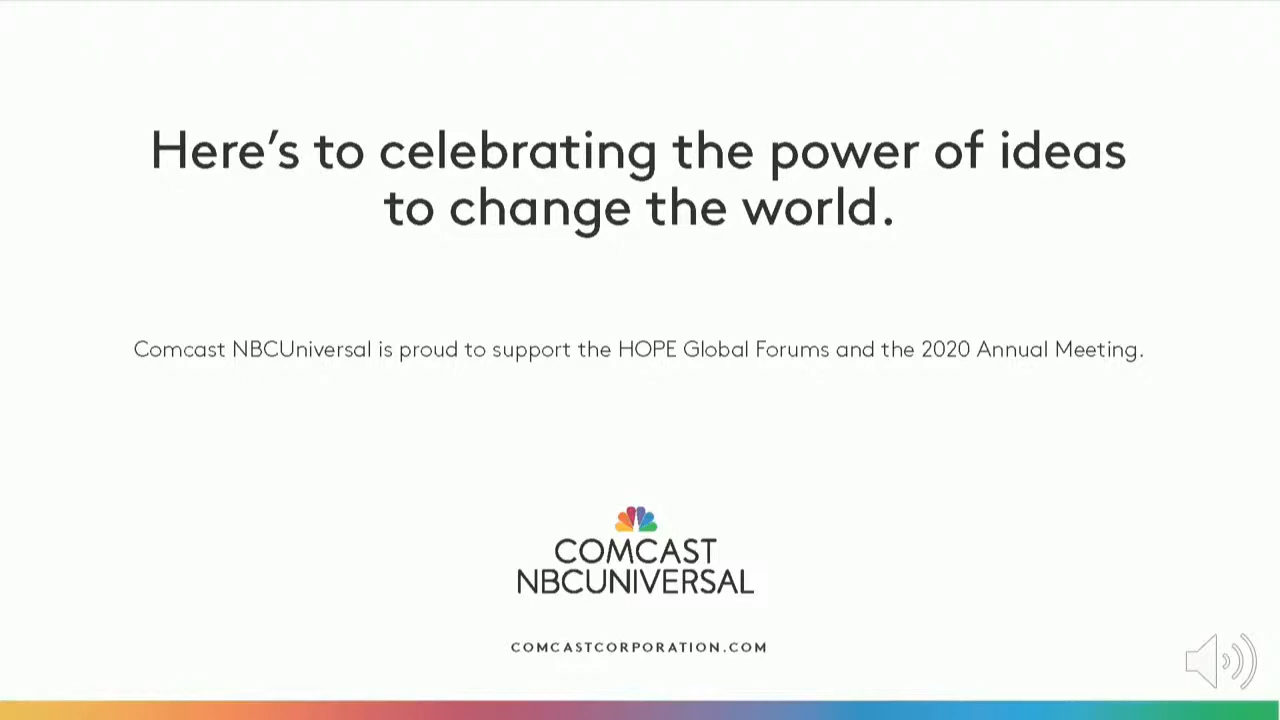 Here’s to celebrating the power of ideas
to change the world.
Comcast NBCUniversal is proud to support the HOPE Global Forums and the 2020 Annual Meeting.
COMCAST
NBCUNIVERSAL
COMCASTCORPORATION.COM